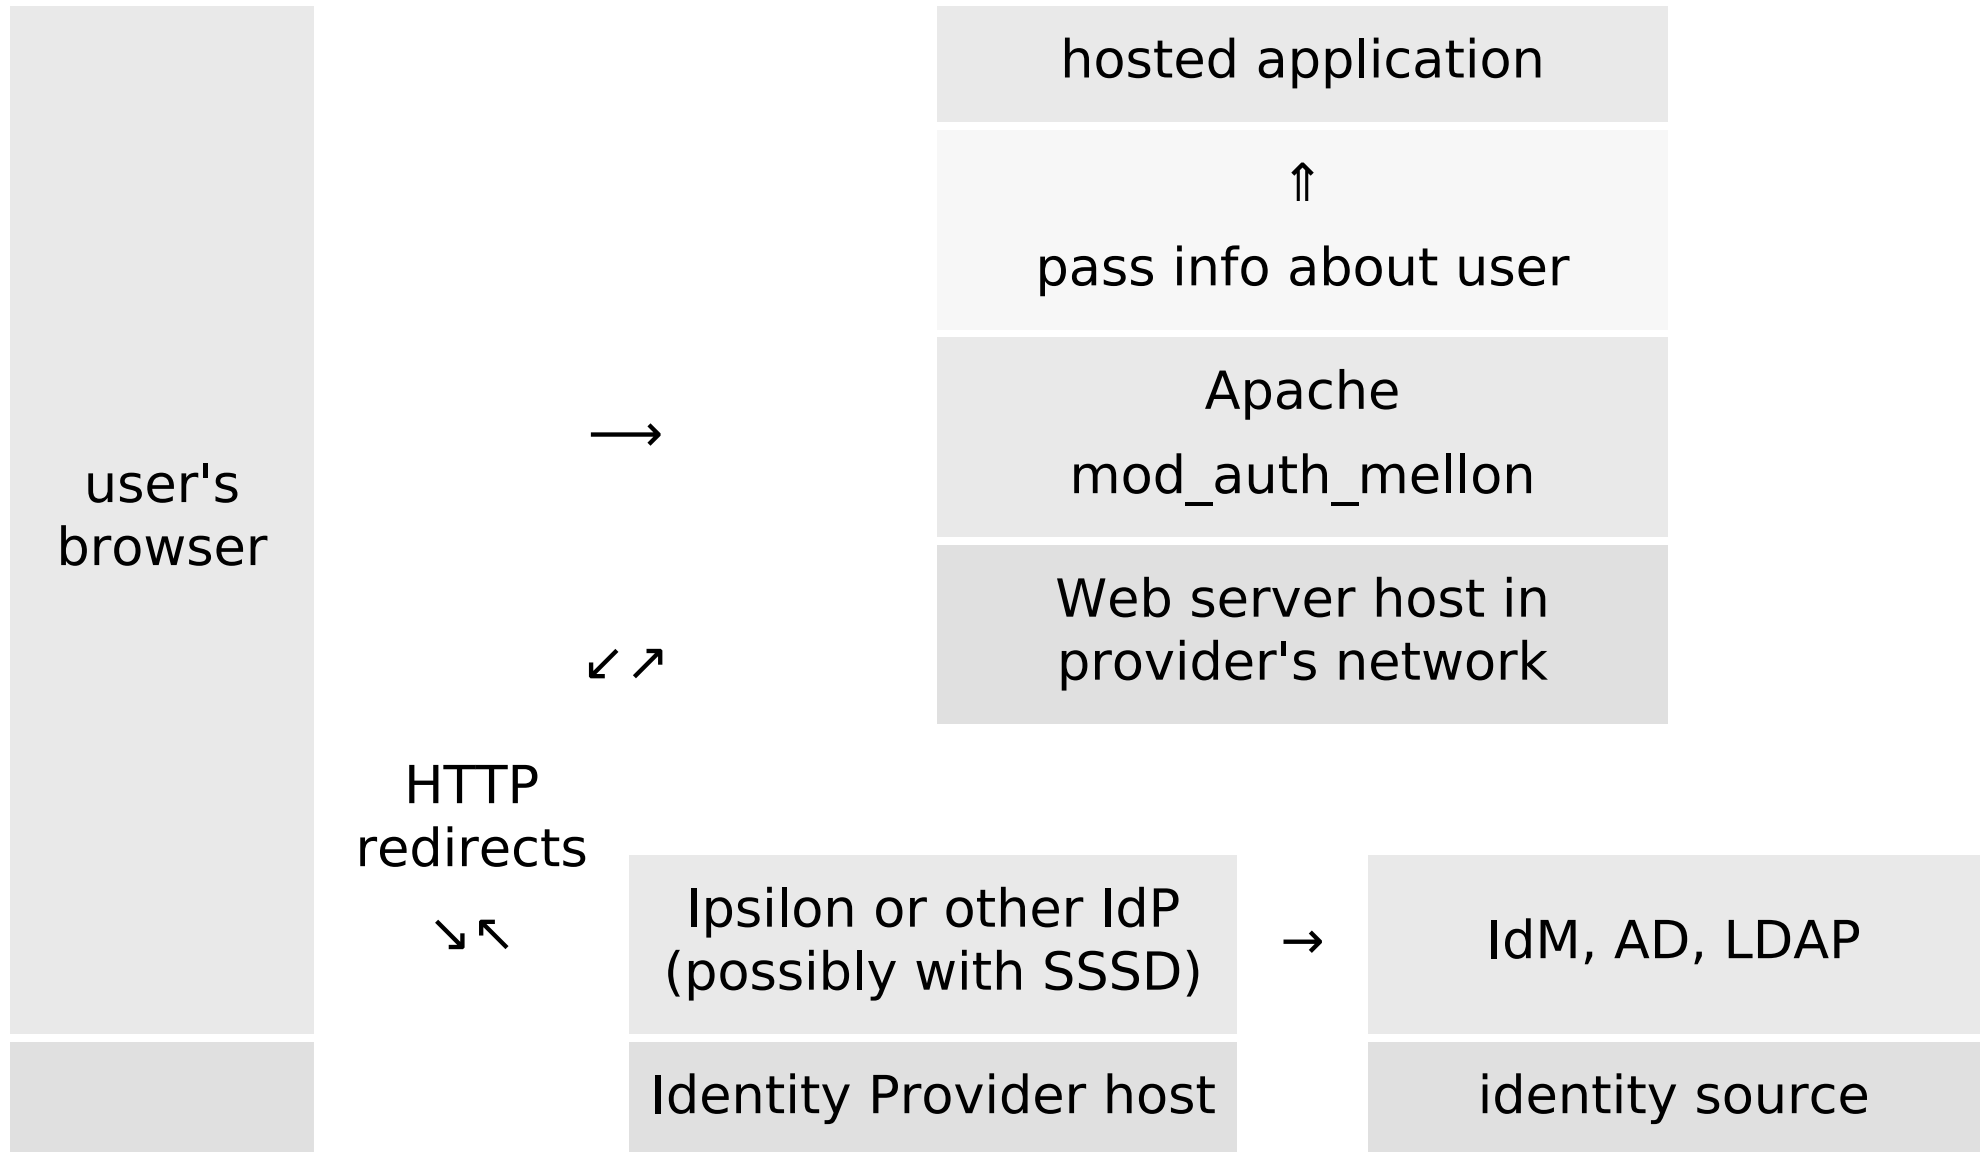 hosted application
⇑
pass info about user
Apache
⟶
mod_auth_mellon
user's
browser
Web server host in
provider's network
↙↗
HTTP
redirects
↘↖
Ipsilon or other IdP
(possibly with SSSD)
→
IdM, AD, LDAP
Identity Provider host
identity source